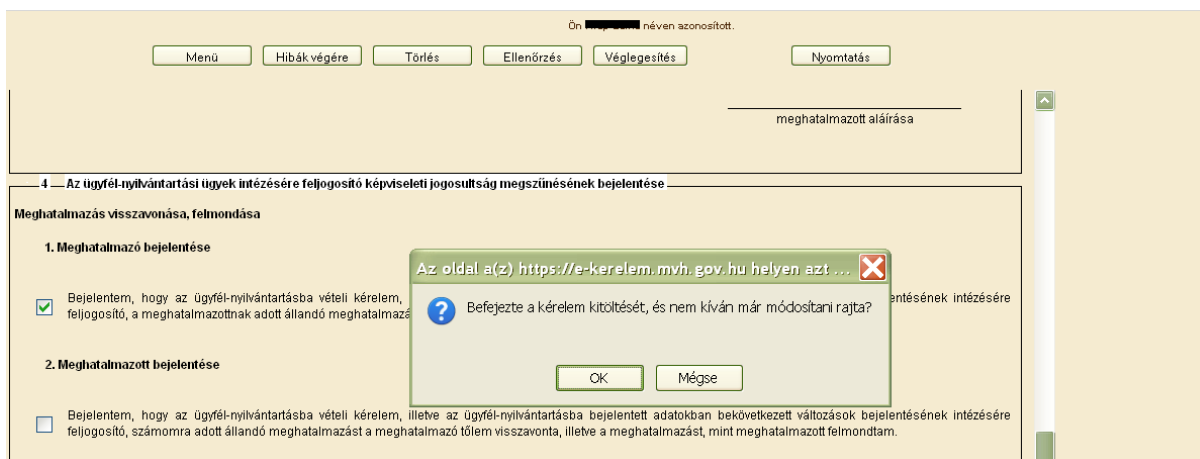 Ön néven azonosított.
Menü Hibák végére Törlés Ellenőrzés Véglegesítés Nyomtatás
meghatalmazott aláírása
4 Az ügyfél-nyilvántartási ügyek intézésére feljogosító képviseleti jogosultság megszűnésének bejelentése
Meghatalmazás visszavonása, felmondása
1. Meghatalmazó bejelentése
Az oldal a(z) https://e-kerelem.mvh.gov.hu helyen azt ...
Bejelentem, hogy az ügyfél-nyilvántartásba vételi kérelem, entésének intézésére
feljogosító, a meghatalmazottnak adott állandó meghatalmazá
Befejezte a kérelem kitöltését, és nem kíván már módosítani rajta?
OK Mégse
2. Meghatalmazott bejelentése
Bejelentem, hogy az ügyfél-nyilvántartásba vételi kérelem, illetve az ügyfél-nyilvántartásba bejelentett adatokban bekövetkezett változások bejelentésének intézésére
feljogosító, számomra adott állandó meghatalmazást a meghatalmazó tőlem visszavonta, illetve a meghatalmazást, mint meghatalmazott felmondtam.